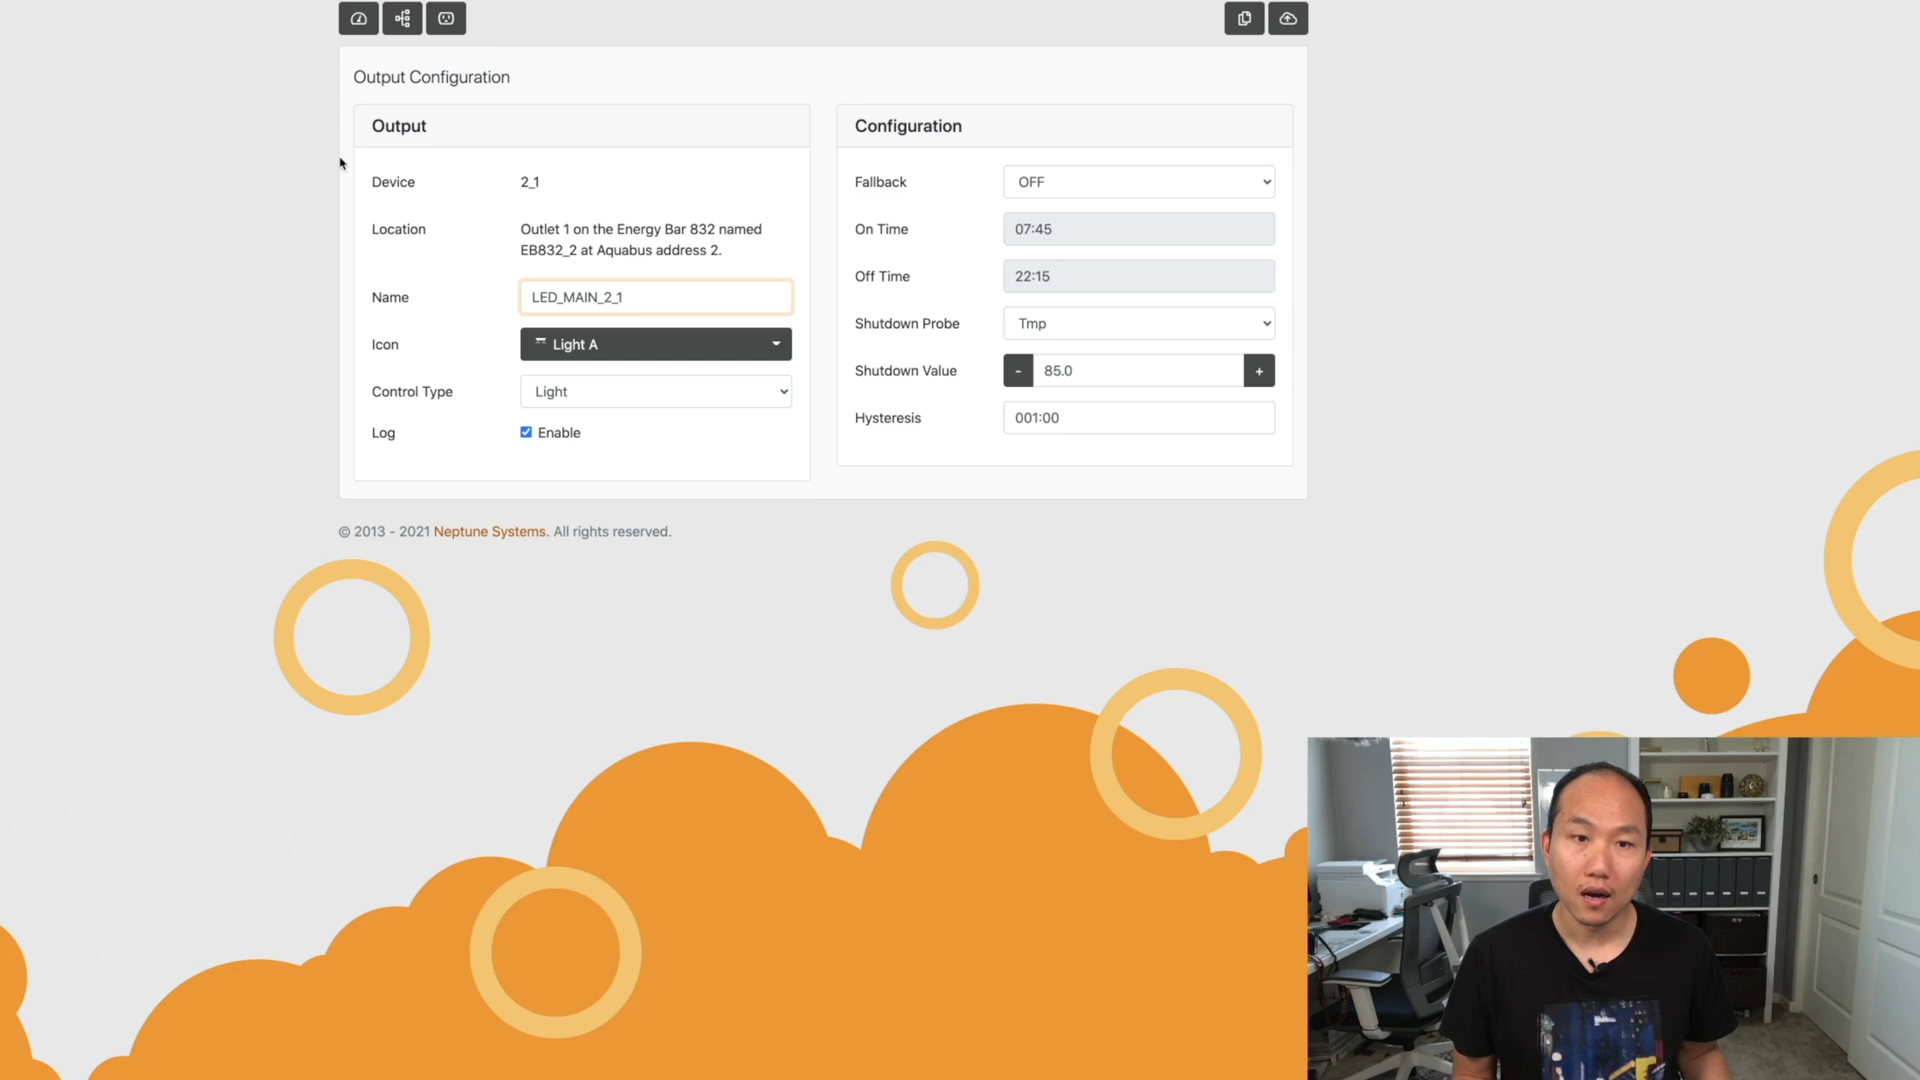 Output Configuration
Output
Device 2_1
Location Outlet 1 on the Energy Bar 832 named
EB832_2 at Aquabus address 2.
Name LED_MAIN_2_1
Icon Light A
Control Type Light
Log Enable
Configuration
Fallback OFF
On Time 07:45
Off Time 22:15
Shutdown Probe Tmp
Shutdown Value - 85.0 +
Hysteresis 001:00
© 2013 - 2021 Neptune Systems. All rights reserved.